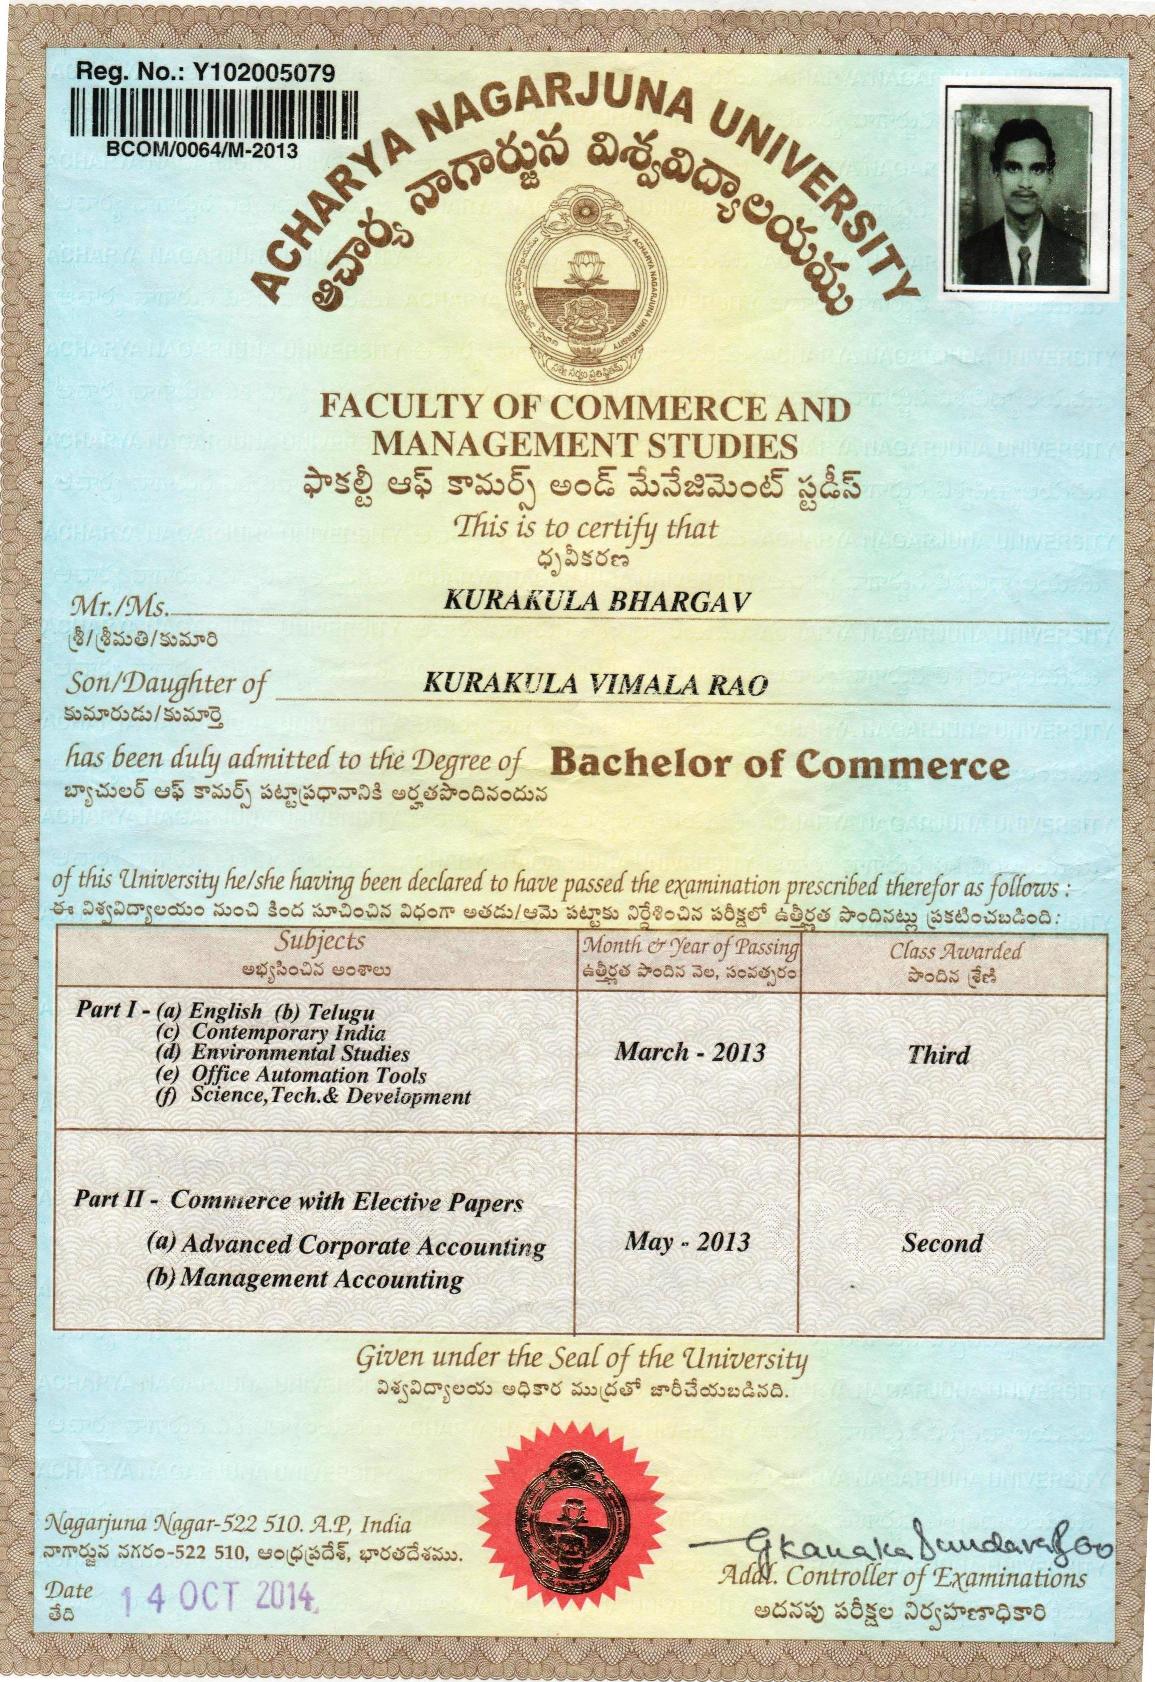 Reg. No.: Y102005079
BCOM/0064/M-2013
ACHARYA NAGARJUNA UNIVERSITY
ఆచార్య నాగార్జున విశ్వవిద్యాలయము
FACULTY OF COMMERCE AND
MANAGEMENT STUDIES
ఫాకల్టీ ఆఫ్ కామర్స్ అండ్ మేనేజిమెంట్ స్టడీస్
This is to certify that
ధృవీకరణ
Mr./Ms. KURAKULA BHARGAV
శ్రీ/శ్రీమతి/కుమారి
Son/Daughter of KURAKULA VIMALA RAO
కుమారుడు/కుమార్తె
has been duly admitted to the Degree of Bachelor of Commerce
బ్యాచులర్ ఆఫ్ కామర్స్ పట్టాప్రధానానికి అర్హతపొందినందున
of this University he/she having been declared to have passed the examination prescribed therefor as follows :
ఈ విశ్వవిద్యాలయం నుంచి కింద సూచించిన విధంగా అతడు/ఆమె పట్టాకు నిర్దేశించిన పరీక్షలో ఉత్తీర్ణత పొందినట్లు ప్రకటించబడింది:
Subjects Month & Year of Passing Class Awarded
అభ్యసించిన అంశాలు ఉత్తీర్ణత పొందిన నెల, సంవత్సరం పొందిన శ్రేణి
Part I - (a) English (b) Telugu
(c) Contemporary India
(d) Environmental Studies March - 2013 Third
(e) Office Automation Tools
(f) Science,Tech.& Development
Part II - Commerce with Elective Papers
(a) Advanced Corporate Accounting May - 2013 Second
(b) Management Accounting
Given under the Seal of the University
విశ్వవిద్యాలయ అధికార ముద్రతో జారీచేయబడినది.
Nagarjuna Nagar-522 510. A.P, India
నాగార్జున నగరం-522 510, ఆంధ్రప్రదేశ్, భారతదేశము.
Date 14 OCT 2014
తేది
GKanaka Sundara Rao
Addl. Controller of Examinations
అదనపు పరీక్షల నిర్వహణాధికారి